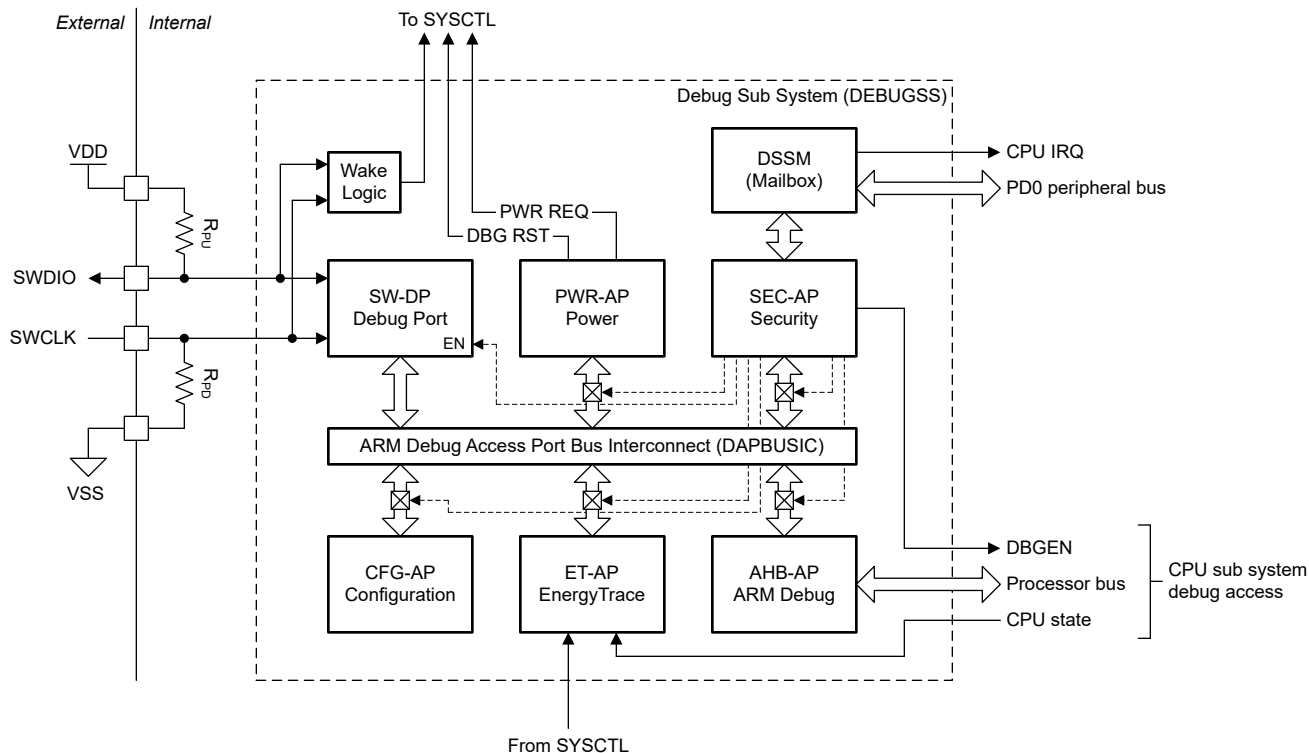 External
Internal
To SYSCTL
Debug Sub System (DEBUGSS)
VDD
Wake
Logic
DSSM
(Mailbox)
CPU IRQ
PD0 peripheral bus
RPU
PWR REQ
DBG RST
SWDIO
SW-DP
Debug Port
EN
PWR-AP
Power
SEC-AP
Security
SWCLK
RPD
ARM Debug Access Port Bus Interconnect (DAPBUSIC)
VSS
CFG-AP
Configuration
ET-AP
EnergyTrace
AHB-AP
ARM Debug
DBGEN
Processor bus
CPU state
CPU sub system
debug access
From SYSCTL